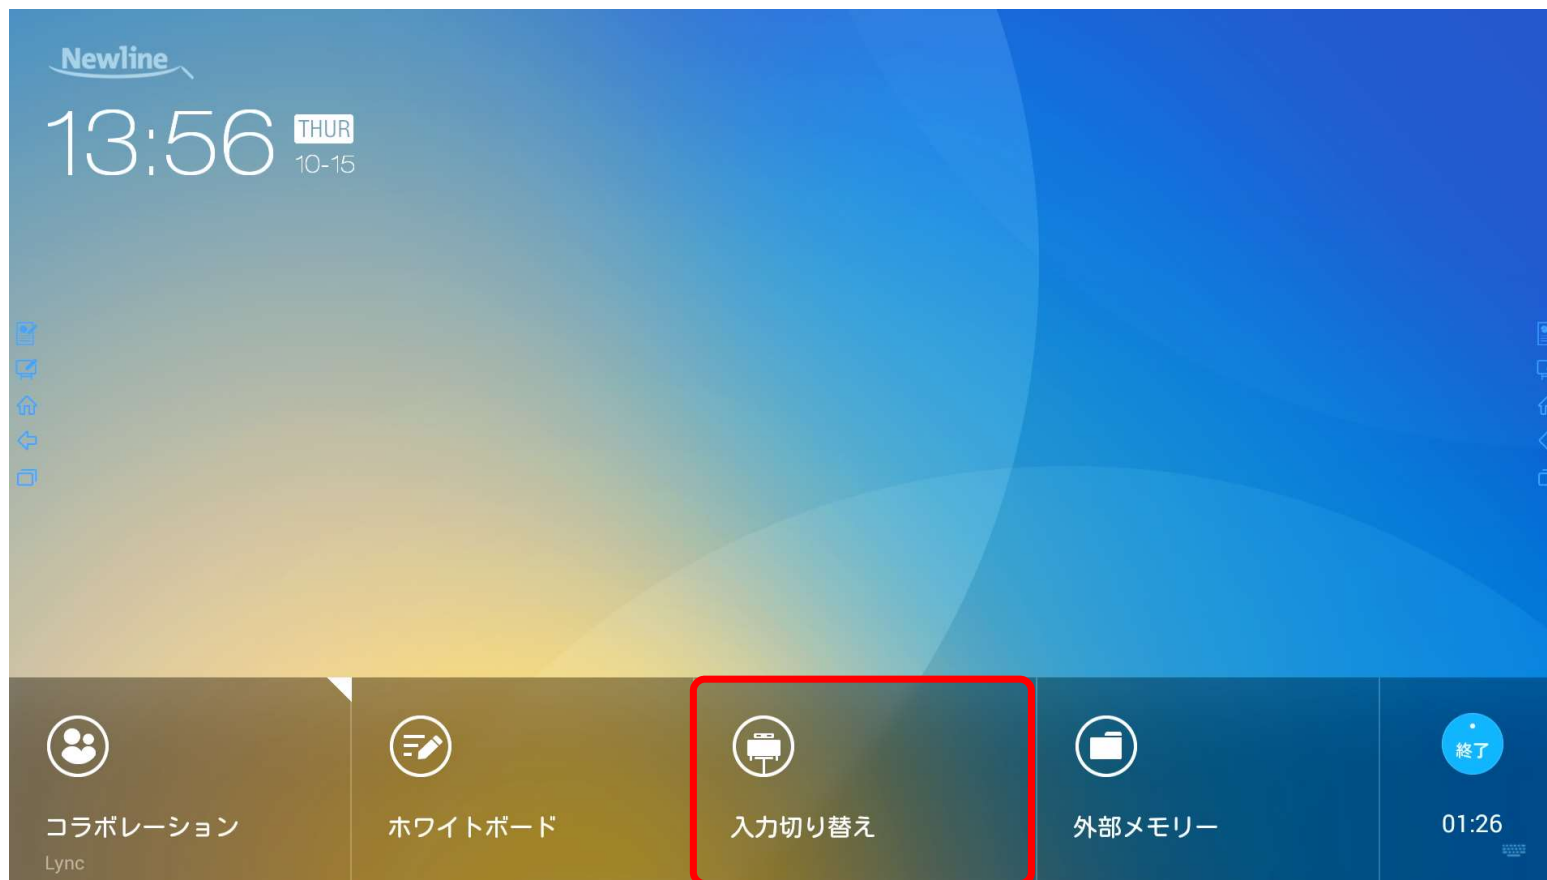 Newline
13:56
THUR
10-15
コラボレーション
Lync
ホワイトボード
入力切り替え
外部メモリー
終了
01:26